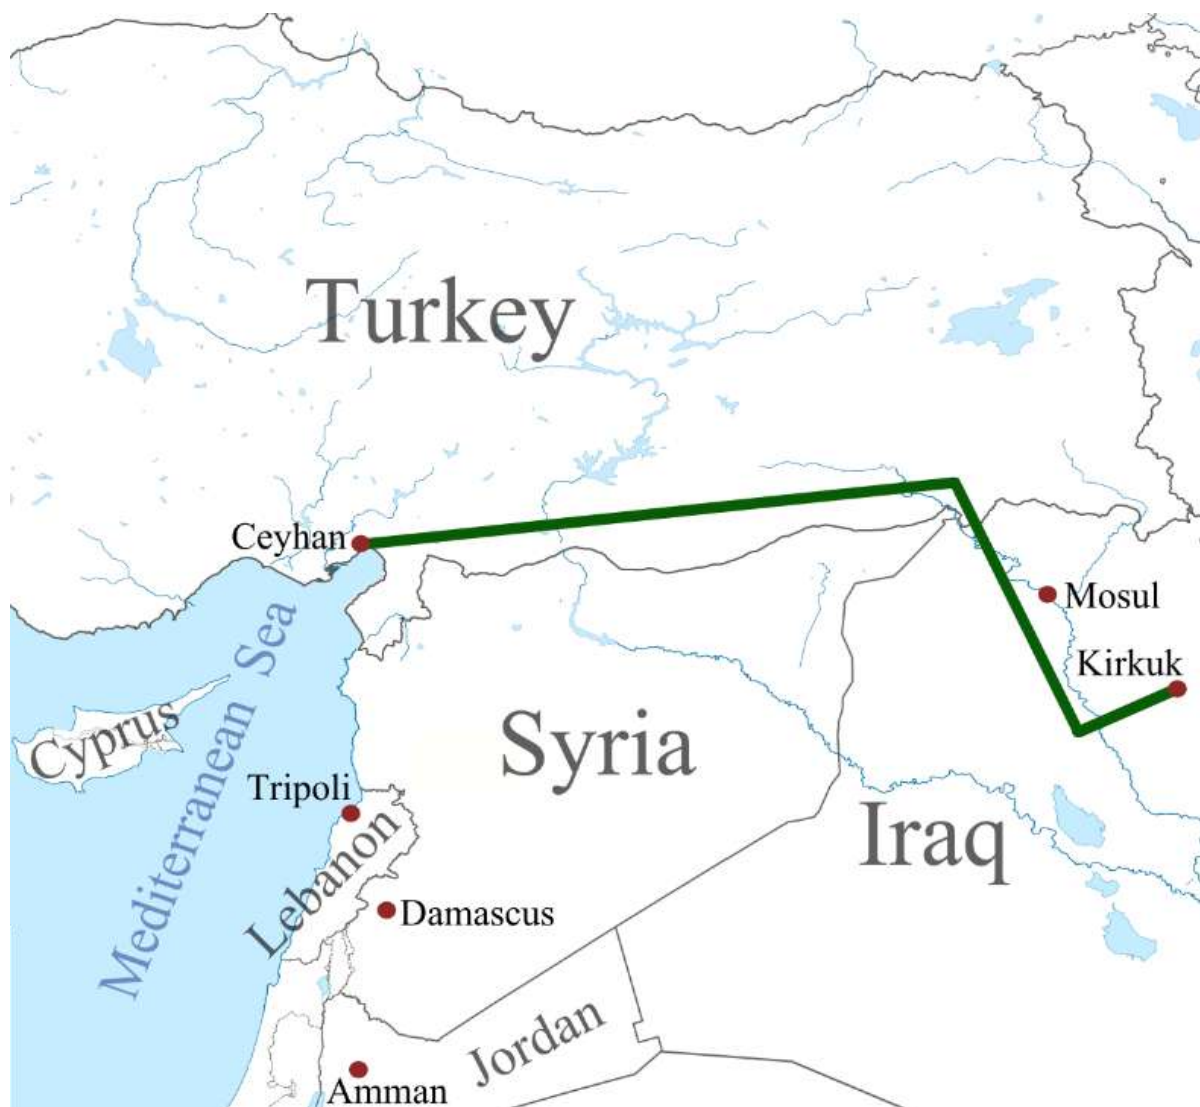 Turkey
Ceyhan
Mosul
Mediterranean Sea
Kirkuk
Cyprus
Syria
Tripoli
Iraq
Lebanon
Damascus
Jordan
Amman